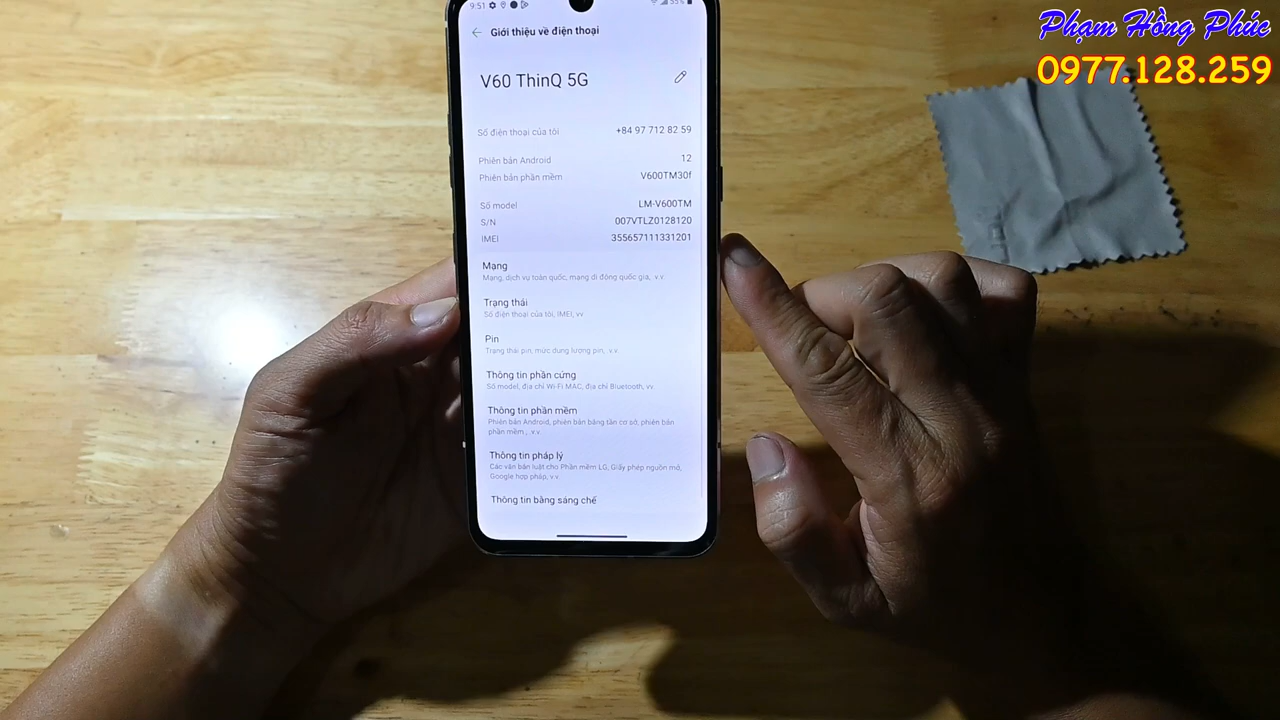 Phạm Hồng Phúc
0977.128.259
9:51 55%
Giới thiệu về điện thoại
V60 ThinQ 5G
Số điện thoại của tôi +84 97 712 82 59
Phiên bản Android 12
Phiên bản phần mềm V600TM30f
Số model LM-V600TM
S/N 007VTLZ0128120
IMEI 355657111331201
Mạng
Mạng, dịch vụ toàn quốc, mạng di động quốc gia, v.v.
Trạng thái
Số điện thoại của tôi, IMEI, vv
Pin
Trạng thái pin, mức dung lượng pin, v.v.
Thông tin phần cứng
Số model, địa chỉ Wi-Fi MAC, địa chỉ Bluetooth, vv.
Thông tin phần mềm
Phiên bản Android, phiên bản băng tần cơ sở, phiên bản
phần mềm , v.v.
Thông tin pháp lý
Các văn bản luật cho Phần mềm LG, Giấy phép nguồn mở,
Google hợp pháp, v.v.
Thông tin bằng sáng chế